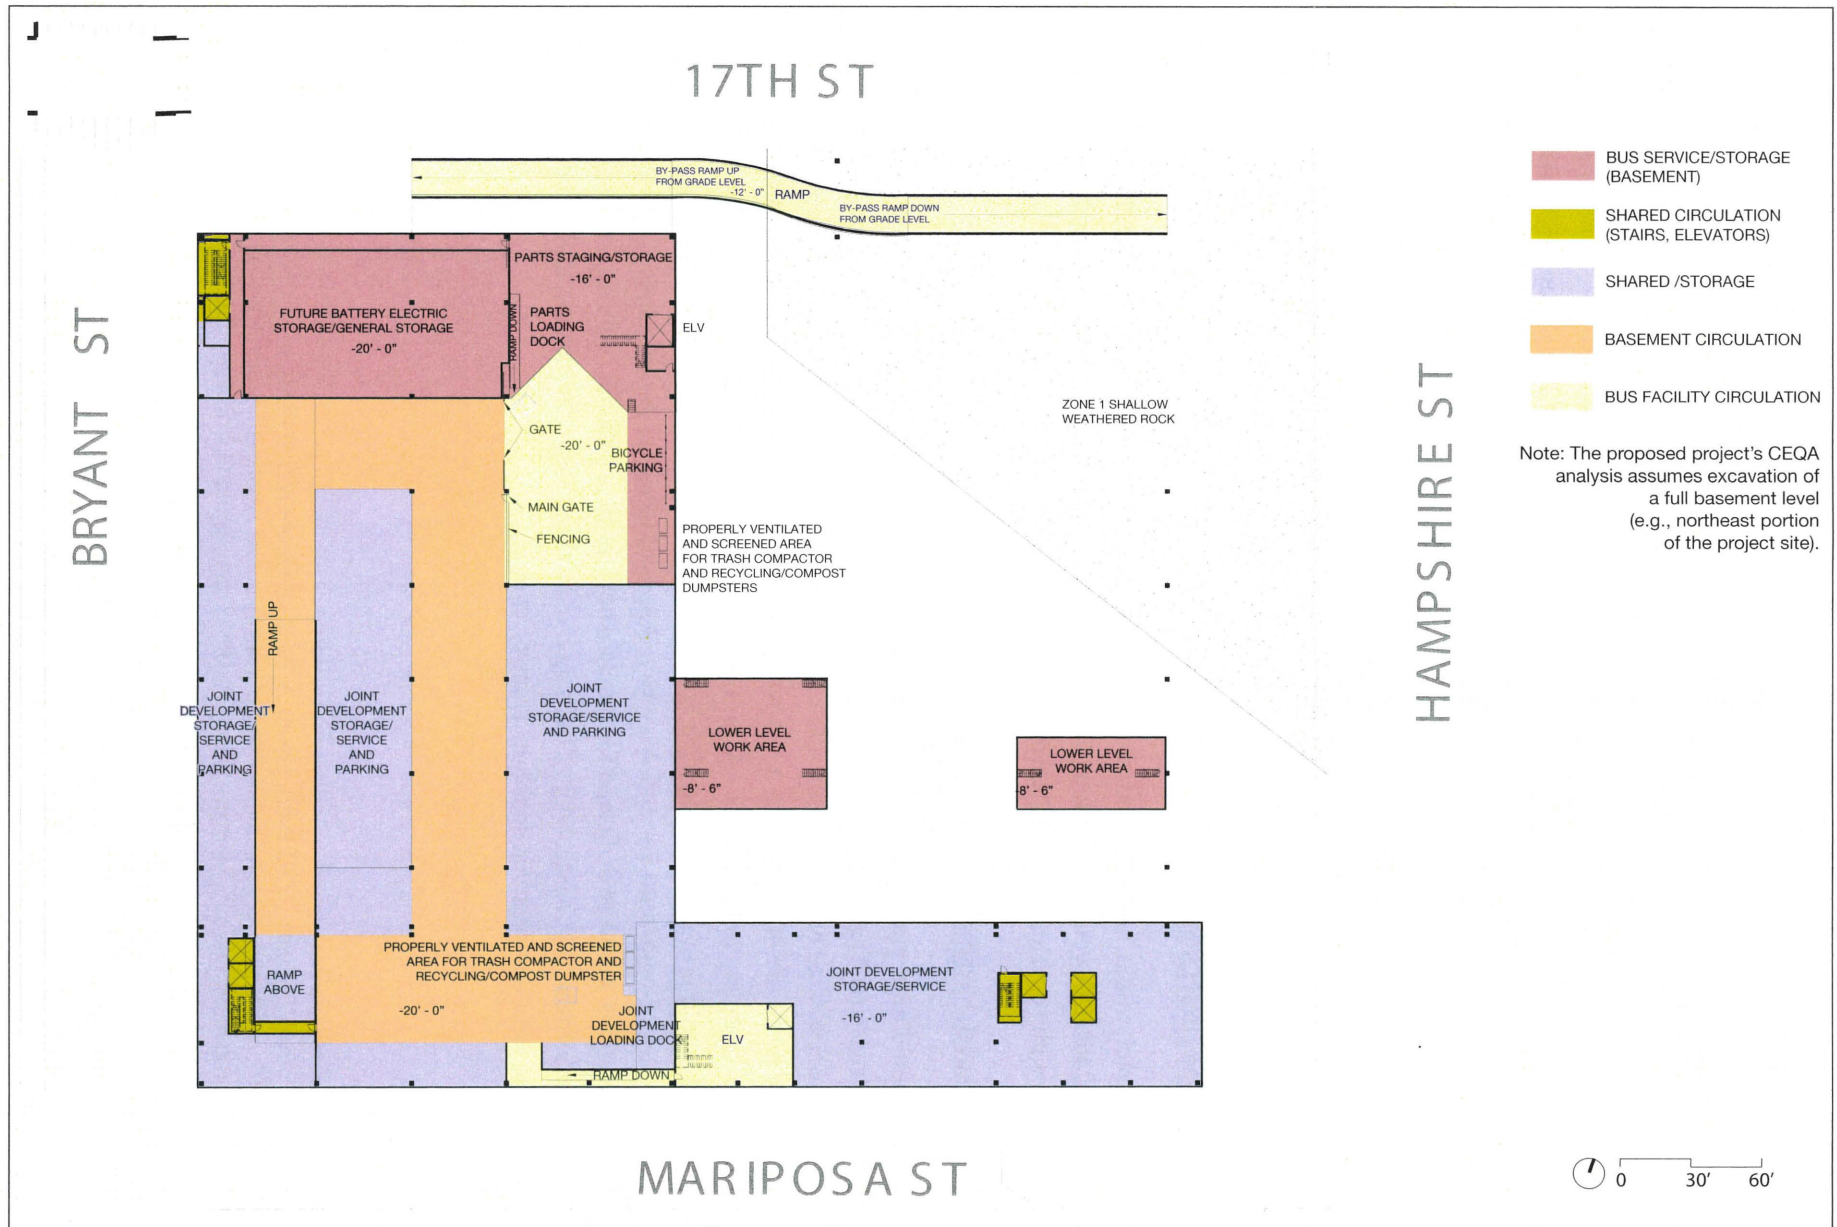 17TH ST
BY-PASS RAMP UP
FROM GRADE LEVEL
-12' - 0"
RAMP
BY-PASS RAMP DOWN
FROM GRADE LEVEL
BUS SERVICE/STORAGE
(BASEMENT)
SHARED CIRCULATION
(STAIRS, ELEVATORS)
SHARED /STORAGE
BASEMENT CIRCULATION
BUS FACILITY CIRCULATION
Note: The proposed project's CEQA
analysis assumes excavation of
a full basement level
(e.g., northeast portion
of the project site).
BRYANT ST
HAMPSHIRE ST
PARTS STAGING/STORAGE
-16' - 0"
FUTURE BATTERY ELECTRIC
STORAGE/GENERAL STORAGE
-20' - 0"
RAMP DOWN
PARTS
LOADING
DOCK
ELV
ZONE 1 SHALLOW
WEATHERED ROCK
GATE
-20' - 0"
BICYCLE
PARKING
MAIN GATE
FENCING
PROPERLY VENTILATED
AND SCREENED AREA
FOR TRASH COMPACTOR
AND RECYCLING/COMPOST
DUMPSTERS
RAMP UP
JOINT
DEVELOPMENT
STORAGE/
SERVICE
AND
PARKING
JOINT
DEVELOPMENT
STORAGE/
SERVICE
AND
PARKING
JOINT
DEVELOPMENT
STORAGE/SERVICE
AND PARKING
LOWER LEVEL
WORK AREA
-8' - 6"
LOWER LEVEL
WORK AREA
-8' - 6"
PROPERLY VENTILATED AND SCREENED
AREA FOR TRASH COMPACTOR AND
RECYCLING/COMPOST DUMPSTER
RAMP
ABOVE
-20' - 0"
JOINT
DEVELOPMENT
LOADING DOCK
ELV
JOINT DEVELOPMENT
STORAGE/SERVICE
-16' - 0"
RAMP DOWN
MARIPOSA ST
0 30' 60'